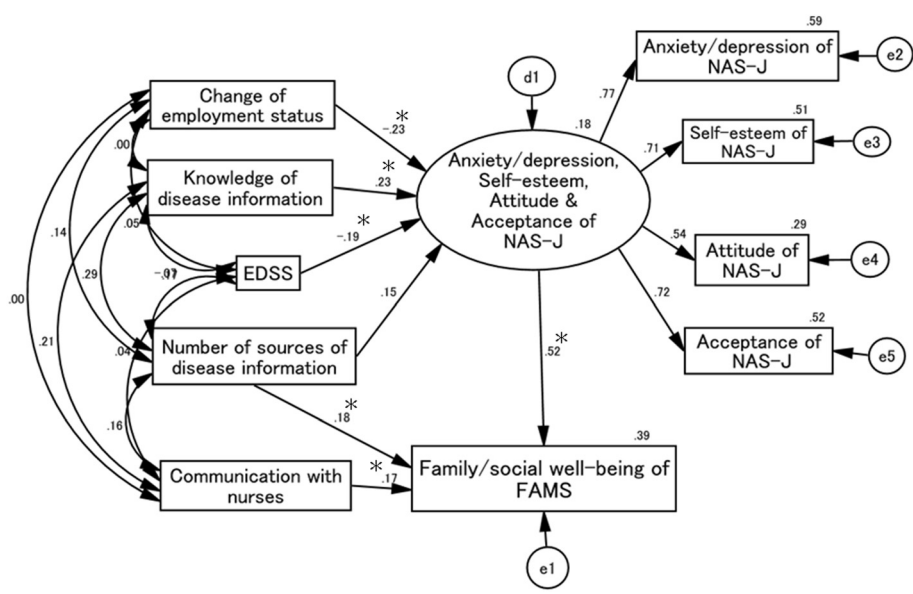 .59
Anxiety/depression of
NAS-J
e2
d1
.77
Change of
employment status
*
-.23
.18
.51
Self-esteem of
NAS-J
e3
.71
.00
Anxiety/depression,
Self-esteem,
Attitude &
Acceptance of
NAS-J
Knowledge of
disease information
*
.23
.05
*
-.19
.54
.29
Attitude of
NAS-J
e4
.14
.29
EDSS
.15
.72
.00
.21
.04
Number of sources of
disease information
*
.52
.52
Acceptance of
NAS-J
e5
*
.18
.16
.39
Communication with
nurses
*
.17
Family/social well-being of
FAMS
e1